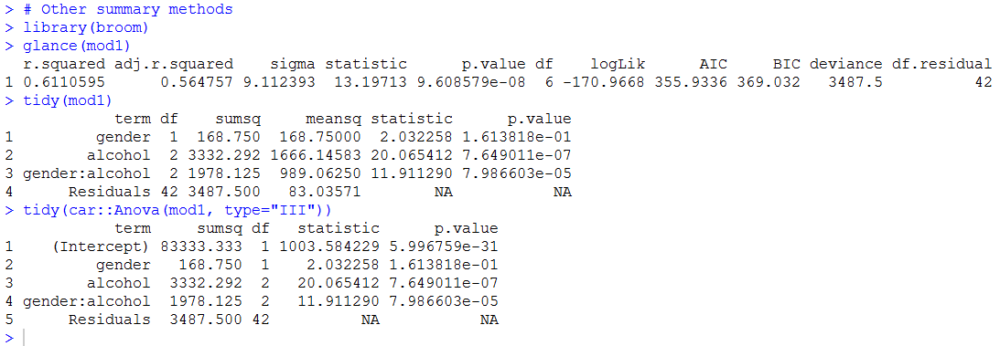 > # Other summary methods
> library(broom)
> glance(mod1)
  r.squared adj.r.squared    sigma statistic      p.value df    logLik      AIC     BIC deviance df.residual
1 0.6110595      0.564757 9.112393  13.19713 9.608579e-08  6 -170.9668 355.9336 369.032   3487.5          42
> tidy(mod1)
            term df    sumsq     meansq statistic      p.value
1         gender  1  168.750  168.75000  2.032258 1.613818e-01
2        alcohol  2 3332.292 1666.14583 20.065412 7.649011e-07
3 gender:alcohol  2 1978.125  989.06250 11.911290 7.986603e-05
4      Residuals 42 3487.500   83.03571        NA           NA
> tidy(car::Anova(mod1, type="III"))
            term     sumsq df   statistic      p.value
1    (Intercept) 83333.333  1 1003.584229 5.996759e-31
2         gender   168.750  1    2.032258 1.613818e-01
3        alcohol  3332.292  2   20.065412 7.649011e-07
4 gender:alcohol  1978.125  2   11.911290 7.986603e-05
5      Residuals  3487.500 42          NA           NA
>